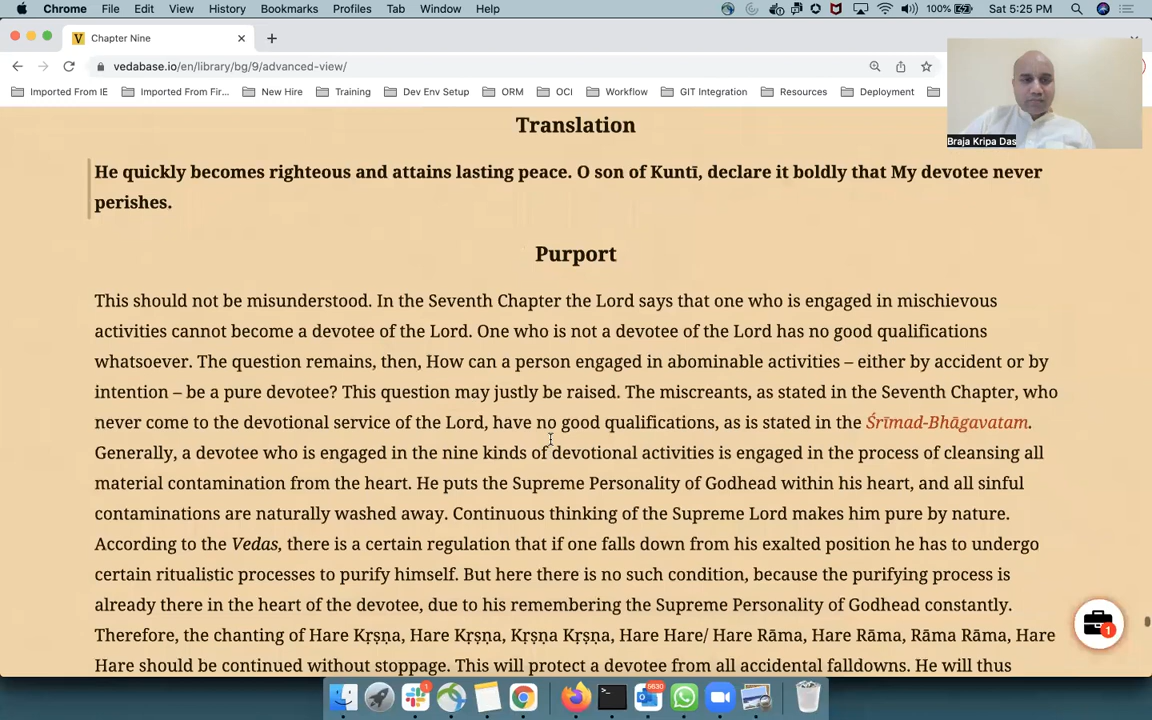 Chrome File Edit View History Bookmarks Profiles Tab Window Help 100% Sat 5:25 PM
Chapter Nine
vedabase.io/en/library/bg/9/advanced-view/
Imported From IE Imported From Fir... New Hire Training Dev Env Setup ORM OCI Workflow GIT Integration Resources Deployment
Braja Kripa Das
Translation
He quickly becomes righteous and attains lasting peace. O son of Kuntī, declare it boldly that My devotee never
perishes.
Purport
This should not be misunderstood. In the Seventh Chapter the Lord says that one who is engaged in mischievous
activities cannot become a devotee of the Lord. One who is not a devotee of the Lord has no good qualifications
whatsoever. The question remains, then, How can a person engaged in abominable activities – either by accident or by
intention – be a pure devotee? This question may justly be raised. The miscreants, as stated in the Seventh Chapter, who
never come to the devotional service of the Lord, have no good qualifications, as is stated in the Śrīmad-Bhāgavatam.
Generally, a devotee who is engaged in the nine kinds of devotional activities is engaged in the process of cleansing all
material contamination from the heart. He puts the Supreme Personality of Godhead within his heart, and all sinful
contaminations are naturally washed away. Continuous thinking of the Supreme Lord makes him pure by nature.
According to the Vedas, there is a certain regulation that if one falls down from his exalted position he has to undergo
certain ritualistic processes to purify himself. But here there is no such condition, because the purifying process is
already there in the heart of the devotee, due to his remembering the Supreme Personality of Godhead constantly.
Therefore, the chanting of Hare Kṛṣṇa, Hare Kṛṣṇa, Kṛṣṇa Kṛṣṇa, Hare Hare/ Hare Rāma, Hare Rāma, Rāma Rāma, Hare
Hare should be continued without stoppage. This will protect a devotee from all accidental falldowns. He will thus
1
1
5630